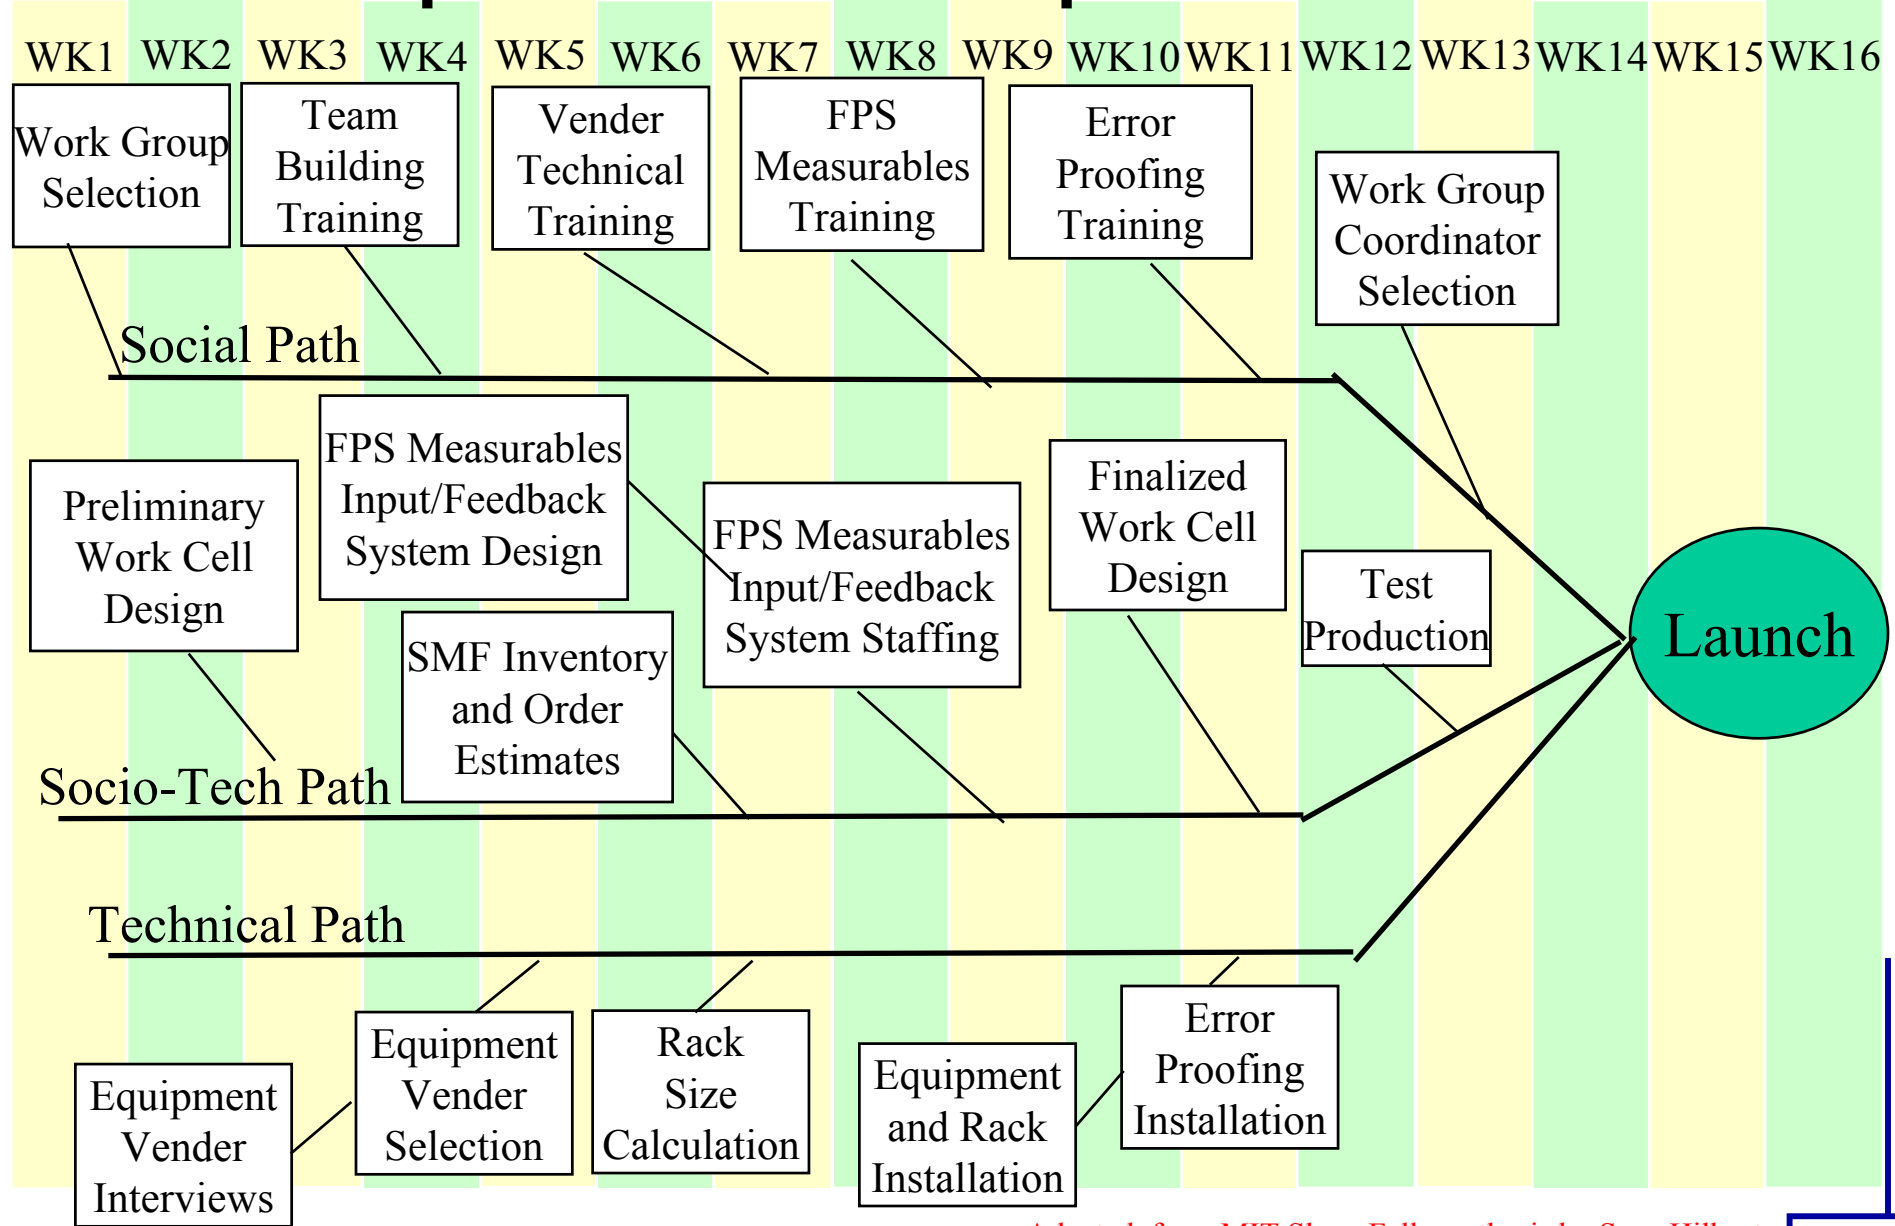 WK1 WK2 WK3 WK4 WK5 WK6 WK7 WK8 WK9 WK10 WK11 WK12 WK13 WK14 WK15 WK16
Work Group
Selection
Team
Building
Training
Vender
Technical
Training
FPS
Measurables
Training
Error
Proofing
Training
Work Group
Coordinator
Selection
Social Path
Preliminary
Work Cell
Design
FPS Measurables
Input/Feedback
System Design
SMF Inventory
and Order
Estimates
FPS Measurables
Input/Feedback
System Staffing
Finalized
Work Cell
Design
Test
Production
Launch
Socio-Tech Path
Technical Path
Equipment
Vender
Interviews
Equipment
Vender
Selection
Rack
Size
Calculation
Equipment
and Rack
Installation
Error
Proofing
Installation